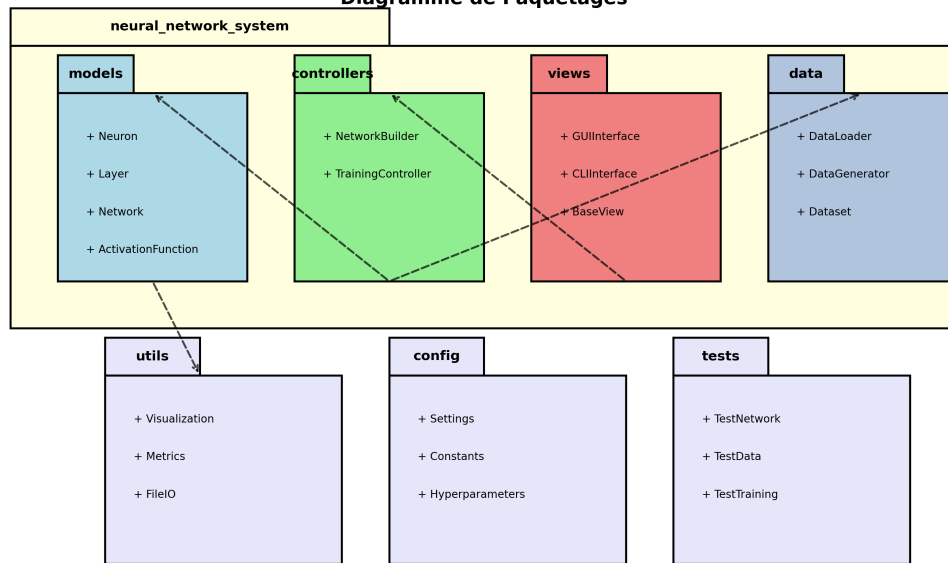 Diagramme de Paquetages
neural_network_system
models
+ Neuron
+ Layer
+ Network
+ ActivationFunction
controllers
+ NetworkBuilder
+ TrainingController
views
+ GUIInterface
+ CLIInterface
+ BaseView
data
+ DataLoader
+ DataGenerator
+ Dataset
utils
+ Visualization
+ Metrics
+ FileIO
config
+ Settings
+ Constants
+ Hyperparameters
tests
+ TestNetwork
+ TestData
+ TestTraining